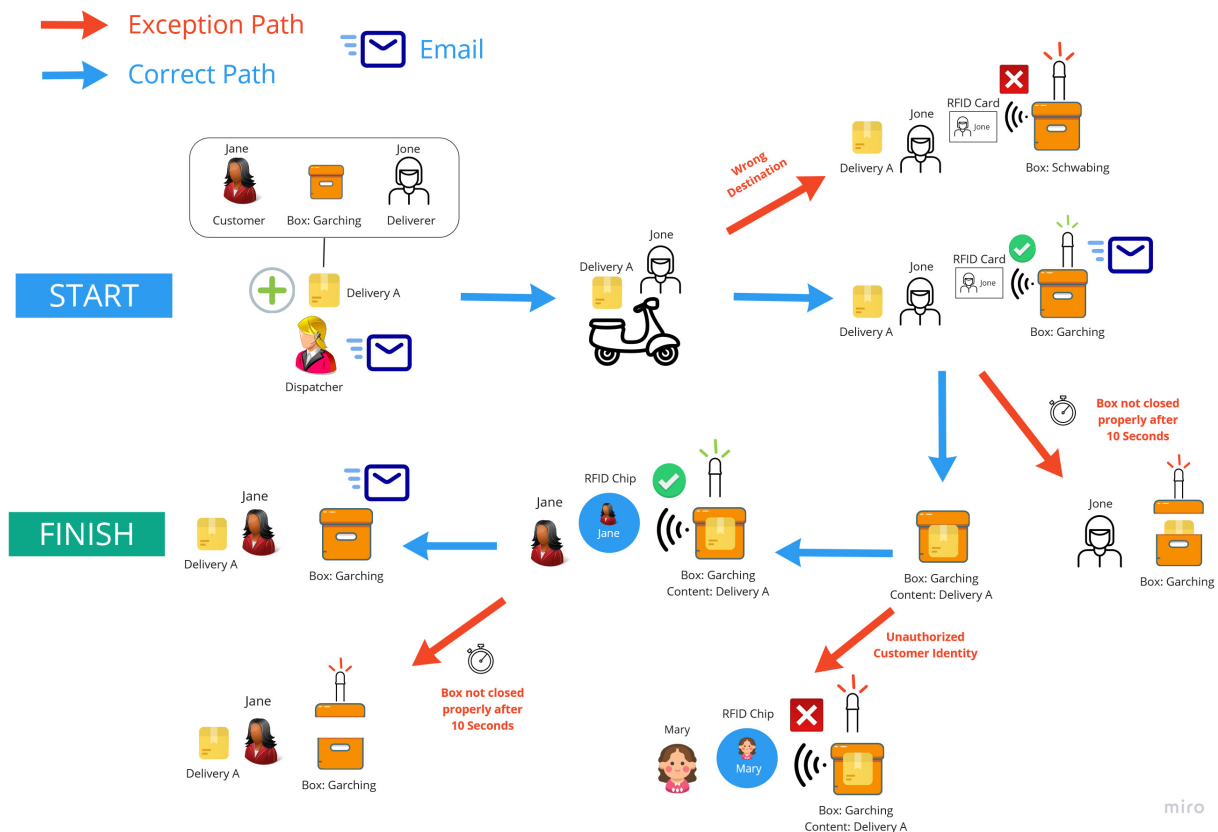 Exception Path
Correct Path
Email
Jane
Jone
Customer
Box: Garching
Deliverer
START
Delivery A
Dispatcher
Delivery A
Jone
Wrong
Destination
Delivery A
Jone
RFID Card
Jone
Box: Schwabing
Delivery A
Jone
RFID Card
Jone
Box: Garching
Box not closed
properly after
10 Seconds
Jone
Box: Garching
Box: Garching
Content: Delivery A
Unauthorized
Customer Identity
Mary
RFID Chip
Mary
Box: Garching
Content: Delivery A
Jane
RFID Chip
Jane
Box: Garching
Content: Delivery A
Box not closed
properly after
10 Seconds
Jane
Delivery A
Box: Garching
FINISH
Jane
Delivery A
Box: Garching
miro